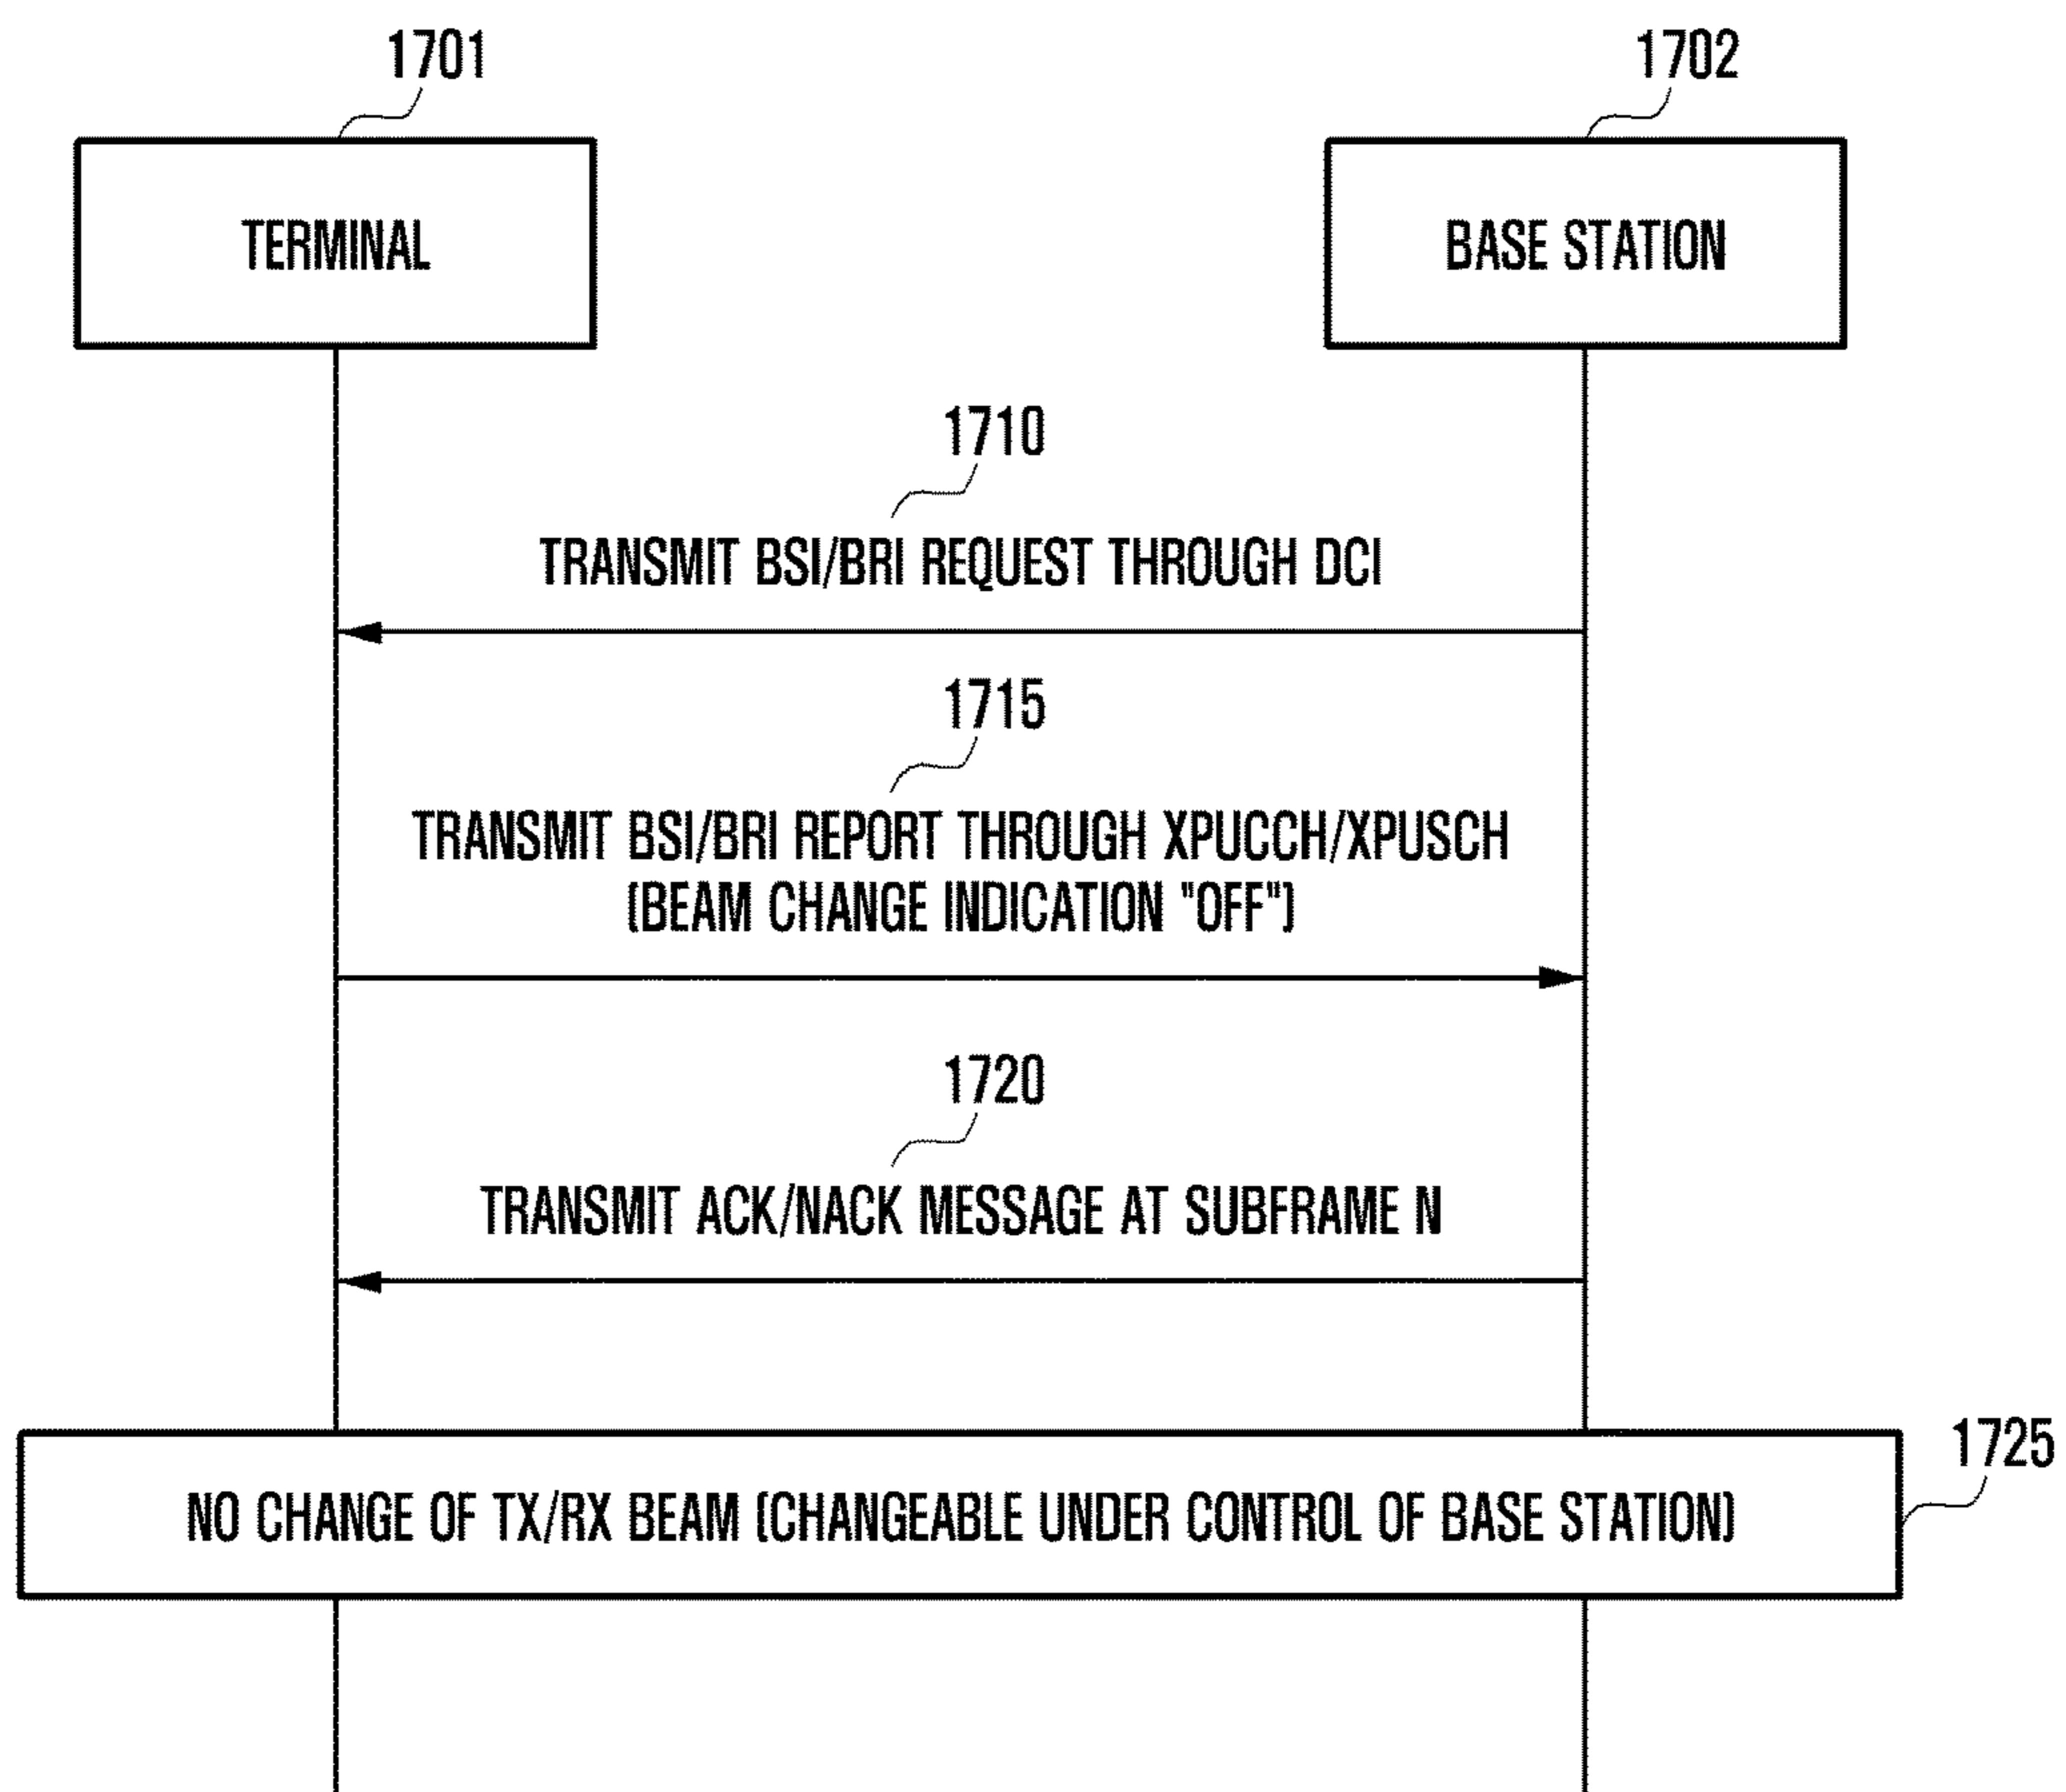 1701
1702
TERMINAL
BASE STATION
1710
TRANSMIT BSI/BRI REQUEST THROUGH DCI
1715
TRANSMIT BSI/BRI REPORT THROUGH XPUCCH/XPUSCH
(BEAM CHANGE INDICATION "OFF")
1720
TRANSMIT ACK/NACK MESSAGE AT SUBFRAME N
1725
NO CHANGE OF TX/RX BEAM (CHANGEABLE UNDER CONTROL OF BASE STATION)